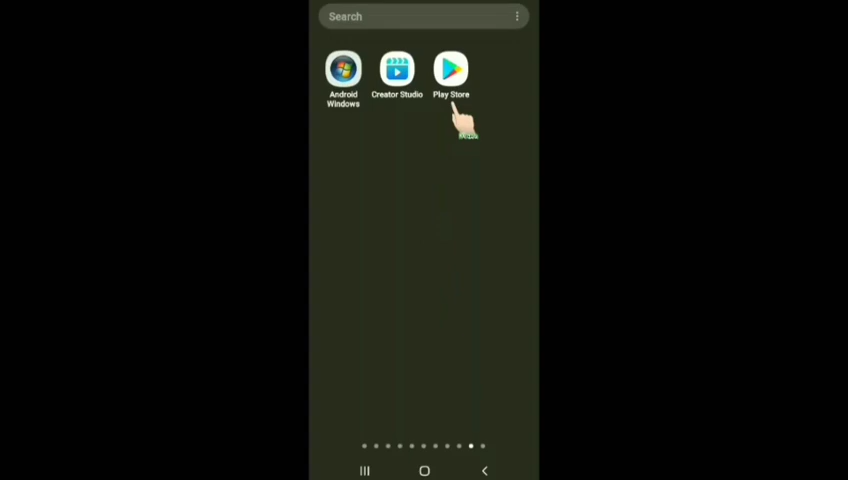 Search
Android
Windows
Creator Studio
Play Store